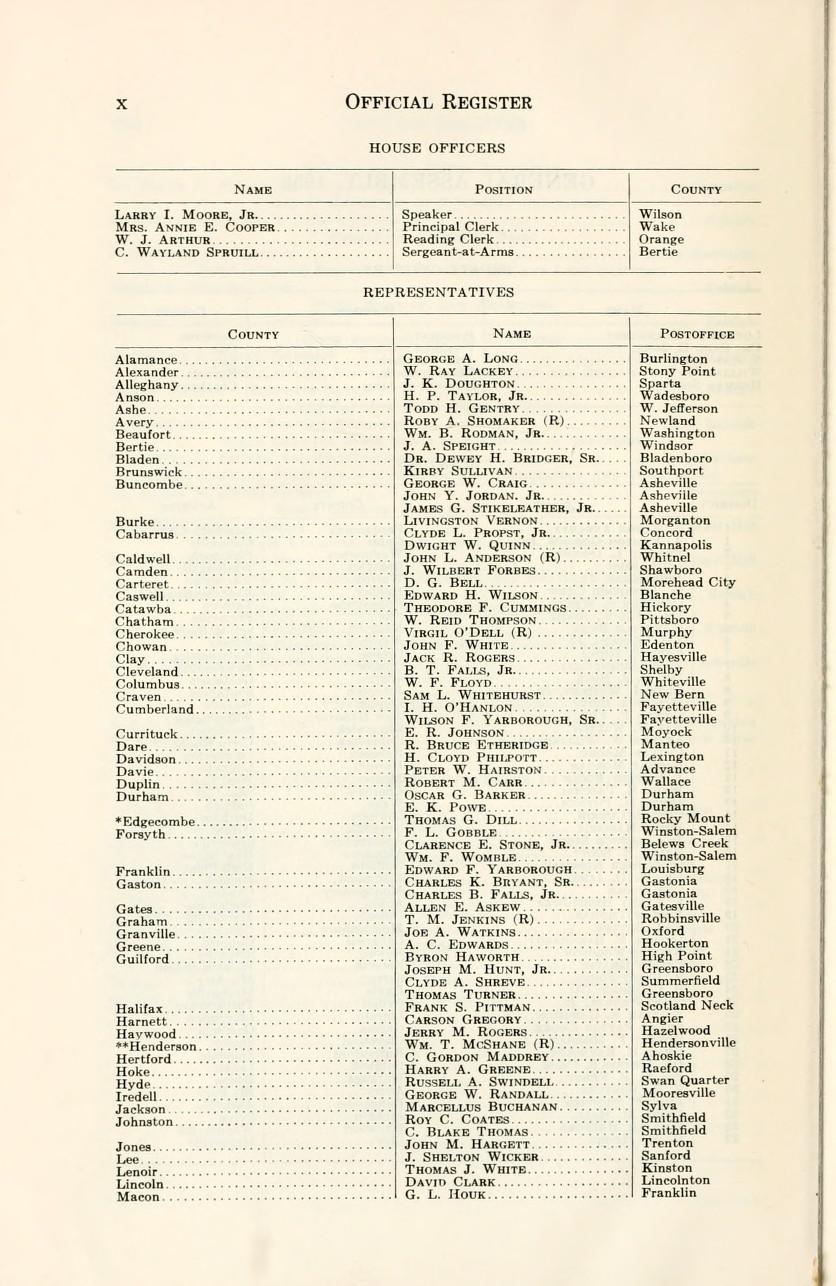 x OFFICIAL REGISTER
HOUSE OFFICERS
NAME POSITION COUNTY
LARRY I. MOORE, JR. Speaker Wilson
MRS. ANNIE E. COOPER Principal Clerk Wake
W. J. ARTHUR Reading Clerk Orange
C. WAYLAND SPRUILL Sergeant-at-Arms Bertie
REPRESENTATIVES
COUNTY NAME POSTOFFICE
Alamance GEORGE A. LONG Burlington
Alexander W. RAY LACKEY Stony Point
Alleghany J. K. DOUGHTON Sparta
Anson H. P. TAYLOR, JR. Wadesboro
Ashe TODD H. GENTRY W. Jefferson
Avery ROBY A. SHOMAKER (R) Newland
Beaufort WM. B. RODMAN, JR. Washington
Bertie J. A. SPEIGHT Windsor
Bladen DR. DEWEY H. BRIDGER, SR. Bladenboro
Brunswick KIRBY SULLIVAN Southport
Buncombe GEORGE W. CRAIG Asheville
JOHN Y. JORDAN. JR. Asheville
JAMES G. STIKELEATHER, JR. Asheville
Burke LIVINGSTON VERNON Morganton
Cabarrus CLYDE L. PROPST, JR. Concord
DWIGHT W. QUINN Kannapolis
Caldwell JOHN L. ANDERSON (R) Whitnel
Camden J. WILBERT FORBES Shawboro
Carteret D. G. BELL Morehead City
Caswell EDWARD H. WILSON Blanche
Catawba THEODORE F. CUMMINGS Hickory
Chatham W. REID THOMPSON Pittsboro
Cherokee VIRGIL O'DELL (R) Murphy
Chowan JOHN F. WHITE Edenton
Clay JACK R. ROGERS Hayesville
Cleveland B. T. FALLS, JR. Shelby
Columbus W. F. FLOYD Whiteville
Craven SAM L. WHITEHURST New Bern
Cumberland I. H. O'HANLON Fayetteville
WILSON F. YARBOROUGH, SR. Fayetteville
Currituck E. R. JOHNSON Moyock
Dare R. BRUCE ETHERIDGE Manteo
Davidson H. CLOYD PHILPOTT Lexington
Davie PETER W. HAIRSTON Advance
Duplin ROBERT M. CARR Wallace
Durham OSCAR G. BARKER Durham
E. K. POWE Durham
*Edgecombe THOMAS G. DILL Rocky Mount
Forsyth F. L. GOBBLE Winston-Salem
CLARENCE E. STONE, JR. Belews Creek
WM. F. WOMBLE Winston-Salem
Franklin EDWARD F. YARBOROUGH Louisburg
Gaston CHARLES K. BRYANT, SR. Gastonia
CHARLES B. FALLS, JR. Gastonia
Gates ALLEN E. ASKEW Gatesville
Graham T. M. JENKINS (R) Robbinsville
Granville JOE A. WATKINS Oxford
Greene A. C. EDWARDS Hookerton
Guilford BYRON HAWORTH High Point
JOSEPH M. HUNT, JR. Greensboro
CLYDE A. SHREVE Summerfield
THOMAS TURNER Greensboro
Halifax FRANK S. PITTMAN Scotland Neck
Harnett CARSON GREGORY Angier
Haywood JERRY M. ROGERS Hazelwood
**Henderson WM. T. MCSHANE (R) Hendersonville
Hertford C. GORDON MADDREY Ahoskie
Hoke HARRY A. GREENE Raeford
Hyde RUSSELL A. SWINDELL Swan Quarter
Iredell GEORGE W. RANDALL Mooresville
Jackson MARCELLUS BUCHANAN Sylva
Johnston ROY C. COATES Smithfield
C. BLAKE THOMAS Smithfield
Jones JOHN M. HARGETT Trenton
Lee J. SHELTON WICKER Sanford
Lenoir THOMAS J. WHITE Kinston
Lincoln DAVID CLARK Lincolnton
Macon G. L. HOUK Franklin